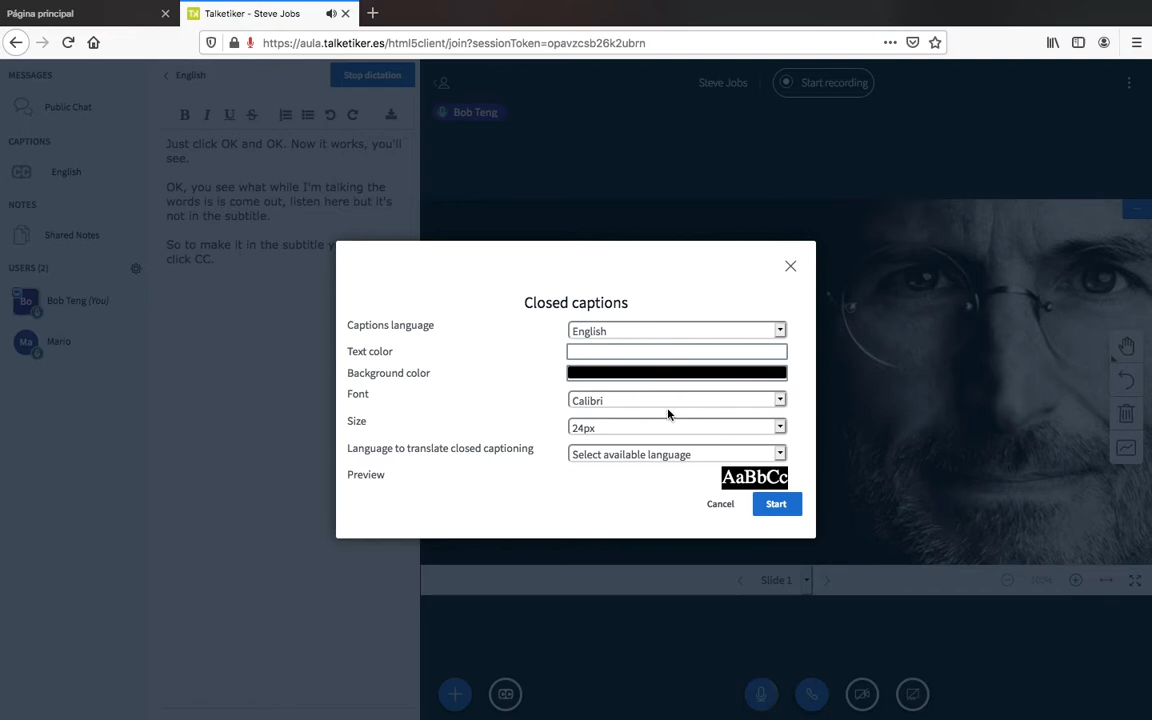 Página principal
Talketiker - Steve Jobs
https://aula.talketiker.es/html5client/join?sessionToken=opavzcsb26k2ubrn
MESSAGES
Public Chat
CAPTIONS
English
NOTES
Shared Notes
USERS (2)
Bo
Bob Teng (You)
Ma
Mario
English
Stop dictation
B I U S
Just click OK and OK. Now it works, you'll
see.
OK, you see what while I'm talking the
words is is come out, listen here but it's
not in the subtitle.
So to make it in the subtitle y
click CC.
Steve Jobs
Start recording
Bob Teng
Closed captions
Captions language
English
Text color
Background color
Font
Calibri
Size
24px
Language to translate closed captioning
Select available language
Preview
AaBbCc
Cancel
Start
Slide 1
100%